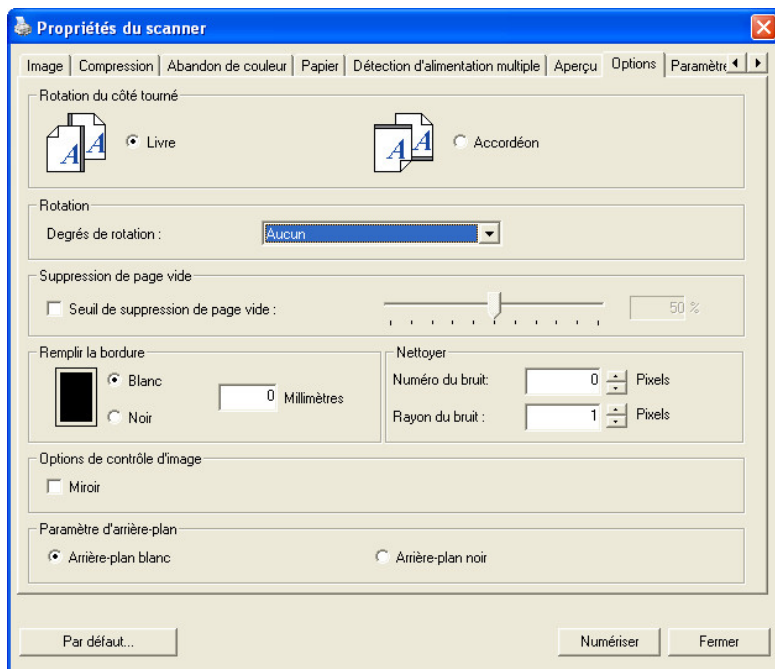 Propriétés du scanner
Image Compression Abandon de couleur Papier Détection d'alimentation multiple Aperçu Options Paramètre
Rotation du côté tourné
A A Livre A A Accordéon
Rotation
Degrés de rotation : Aucun
Suppression de page vide
Seuil de suppression de page vide : 50 %
Remplir la bordure Nettoyer
Blanc Numéro du bruit: 0 Pixels
0 Millimètres
Noir Rayon du bruit : 1 Pixels
Options de contrôle d'image
Miroir
Paramètre d'arrière-plan
Arrière-plan blanc Arrière-plan noir
Par défaut... Numériser Fermer